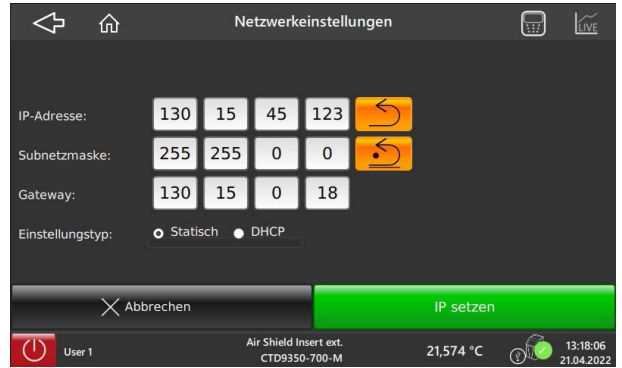 Netzwerkeinstellungen
LIVE
IP-Adresse: 130 15 45 123
Subnetzmaske: 255 255 0 0
Gateway: 130 15 0 18
Einstellungstyp: Statisch DHCP
Abbrechen IP setzen
User 1
Air Shield Insert ext.
CTD9350-700-M
21,574 °C
?
13:18:06
21.04.2022